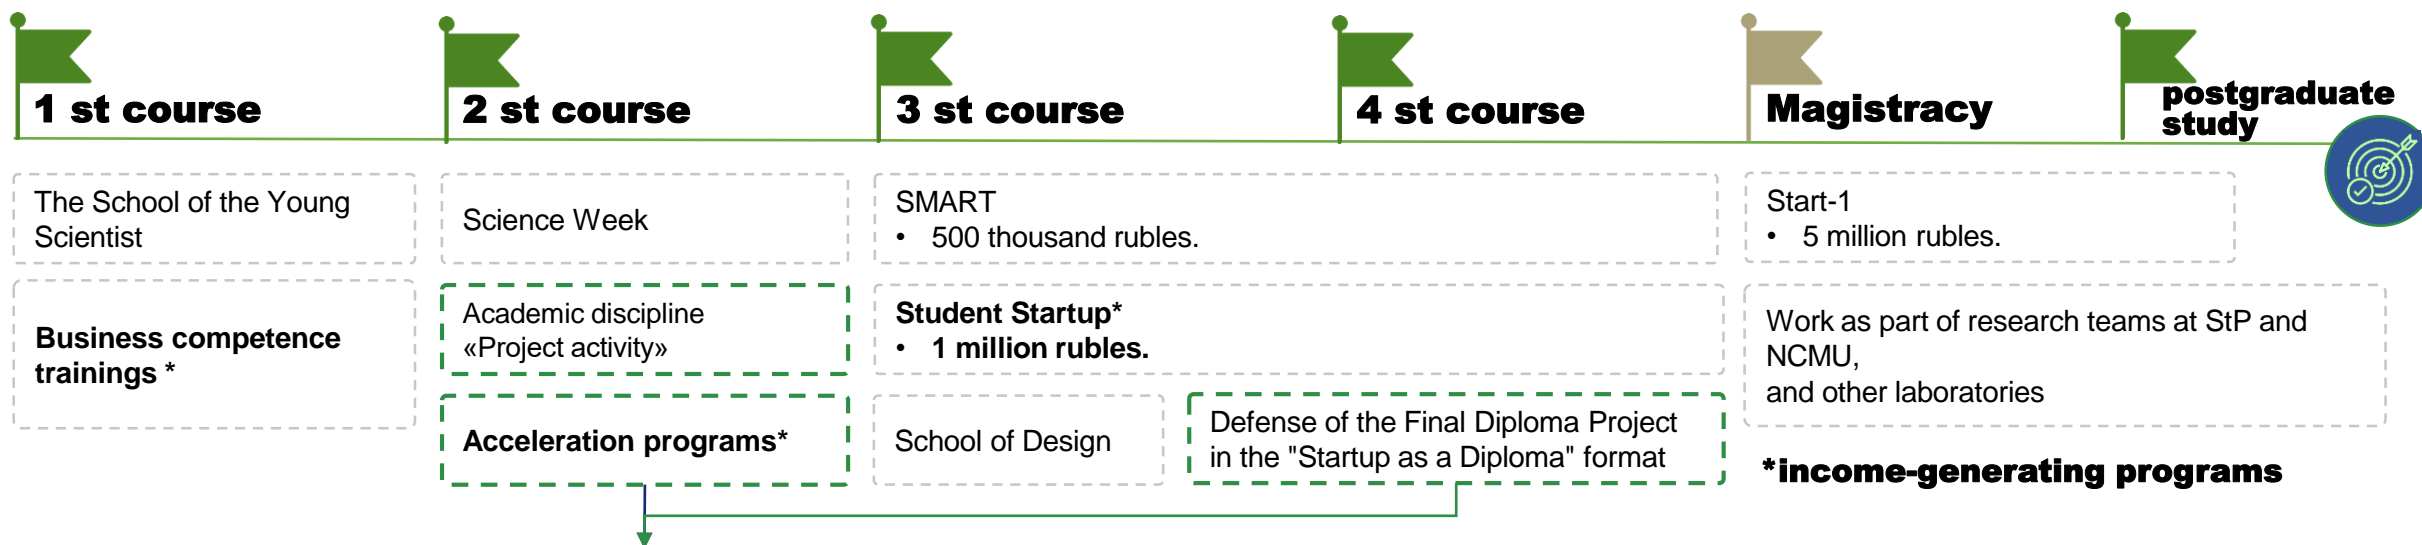 1 st course
2 st course
3 st course
4 st course
Magistracy
postgraduate
study
The School of the Young
Scientist
Science Week
SMART
• 500 thousand rubles.
Start-1
• 5 million rubles.
Business competence
trainings *
Academic discipline
«Project activity»
Student Startup*
• 1 million rubles.
Work as part of research teams at StP and
NCMU,
and other laboratories
Acceleration programs*
School of Design
Defense of the Final Diploma Project
in the "Startup as a Diploma" format
*income-generating programs